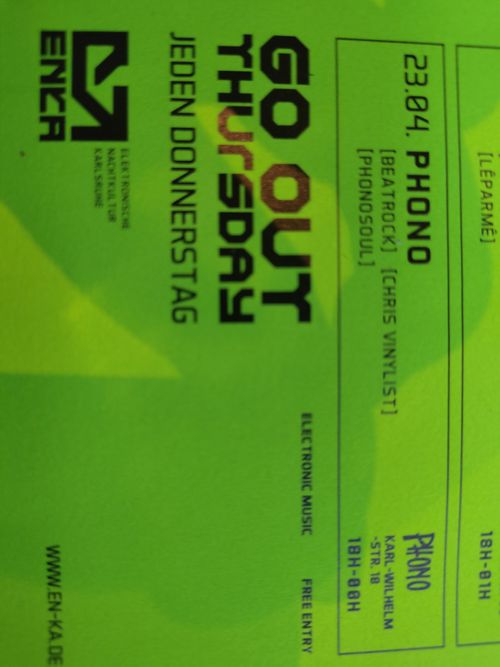 [LÉPARMÉ]
18H-01H
23.04. PHONO
[BEATROCK] [CHRIS VINYLIST]
[PHONOSOUL]
PHONO
KARL-WILHELM
-STR. 18
18H-00H
GO OUT
THURSDAY
JEDEN DONNERSTAG
ELECTRONIC MUSIC
FREE ENTRY
ENKA
ELEKTRONISCHE
NACHTKULTUR
KARLSRUHE
WWW.EN-KA.DE